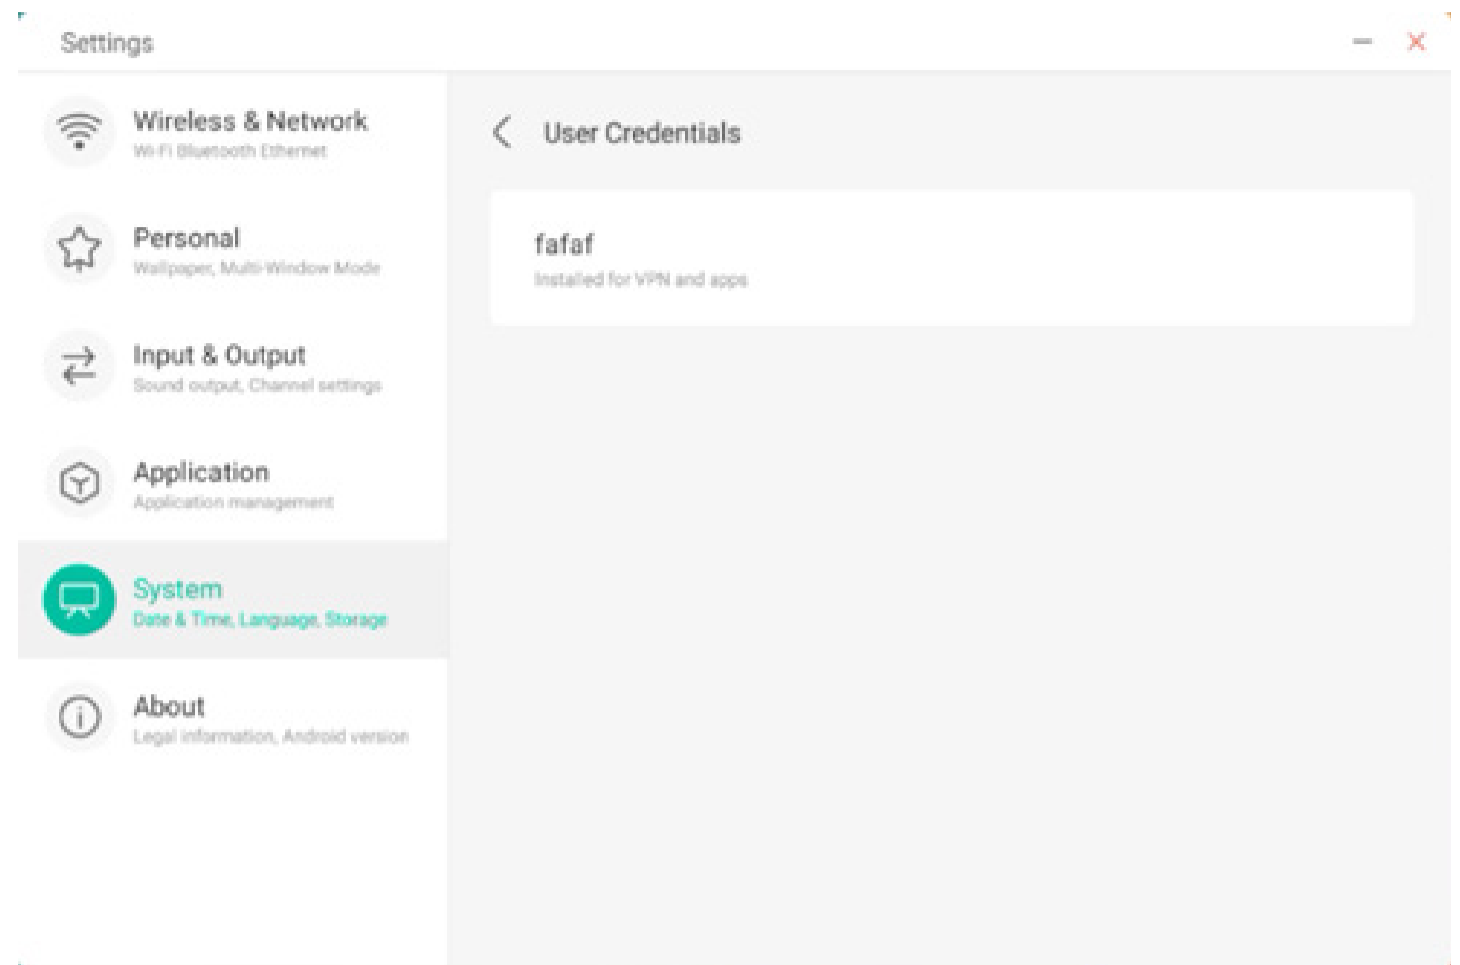 Settings
Wireless & Network
Wi-Fi Bluetooth Ethernet
Personal
Wallpaper, Multi-Window Mode
Input & Output
Sound output, Channel settings
Application
Application management
System
Date & Time, Language, Storage
About
Legal information, Android version
User Credentials
fafaf
Installed for VPN and apps